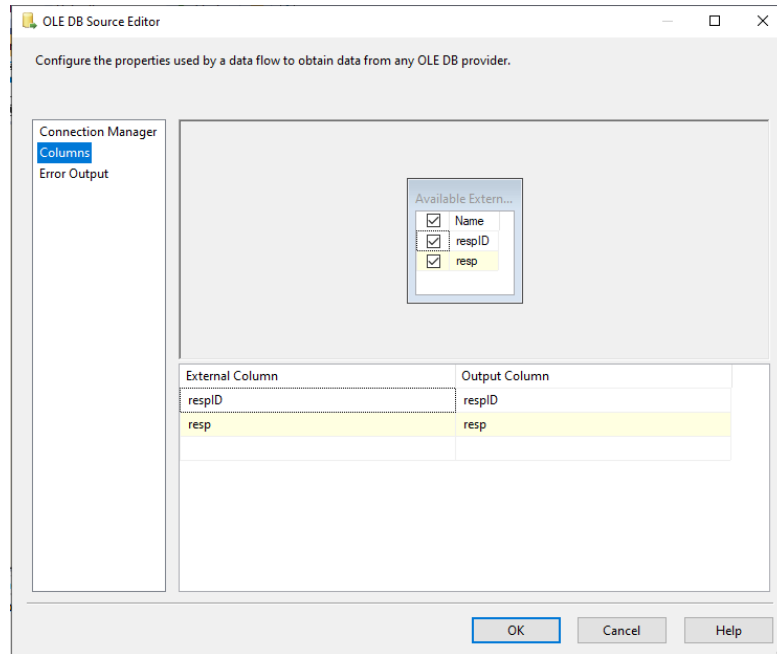 OLE DB Source Editor
Configure the properties used by a data flow to obtain data from any OLE DB provider.
Connection Manager
Columns
Error Output
Available Extern...
Name
respID
resp
External Column Output Column
respID respID
resp resp
OK Cancel Help